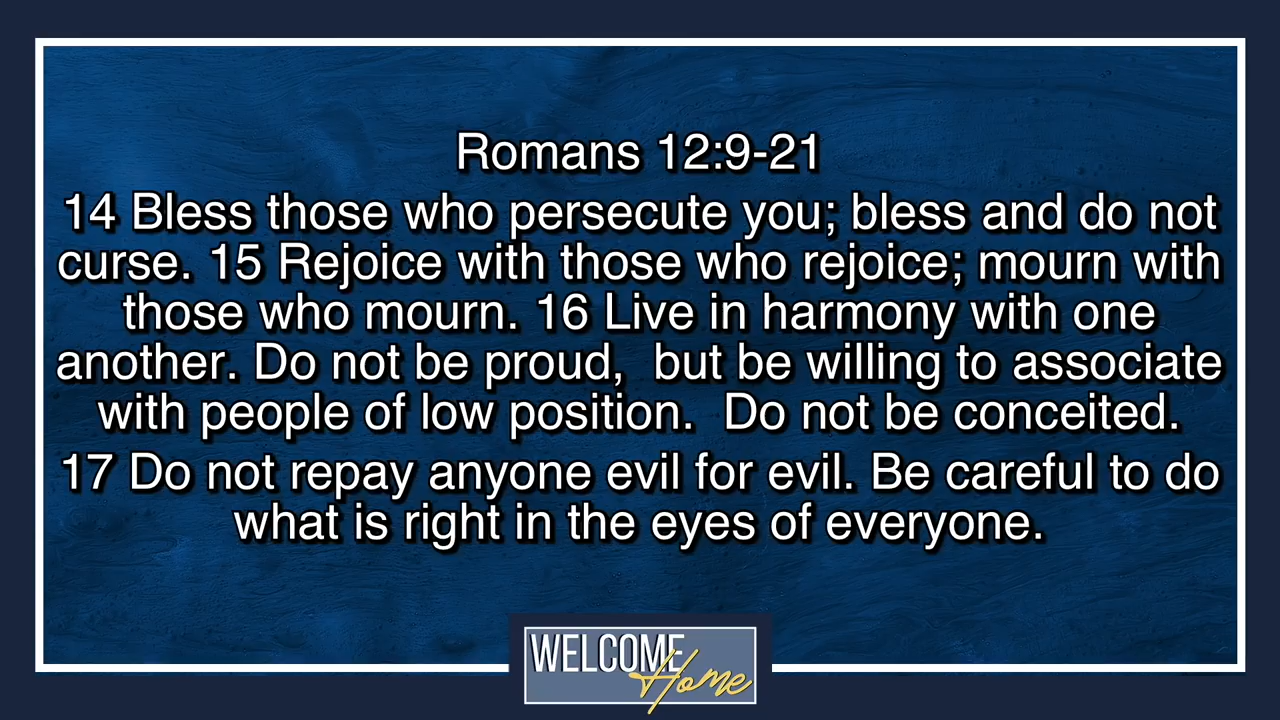 Romans 12:9-21
14 Bless those who persecute you; bless and do not
curse. 15 Rejoice with those who rejoice; mourn with
those who mourn. 16 Live in harmony with one
another. Do not be proud,  but be willing to associate
with people of low position.  Do not be conceited.
17 Do not repay anyone evil for evil. Be careful to do
what is right in the eyes of everyone.
WELCOME
Home